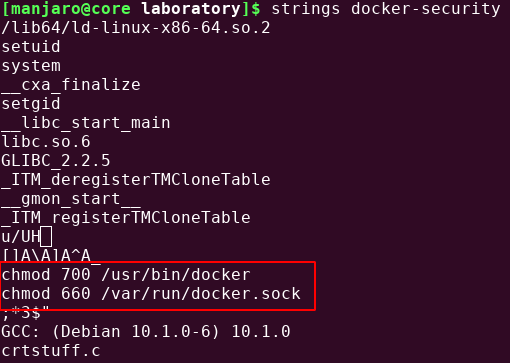 [manjaro@core laboratory]$ strings docker-security
/lib64/ld-linux-x86-64.so.2
setuid
system
__cxa_finalize
setgid
__libc_start_main
libc.so.6
GLIBC_2.2.5
_ITM_deregisterTMCloneTable
__gmon_start__
_ITM_registerTMCloneTable
u/UH
[]A\A]A^A_
chmod 700 /usr/bin/docker
chmod 660 /var/run/docker.sock
;*3$"
GCC: (Debian 10.1.0-6) 10.1.0
crtstuff.c